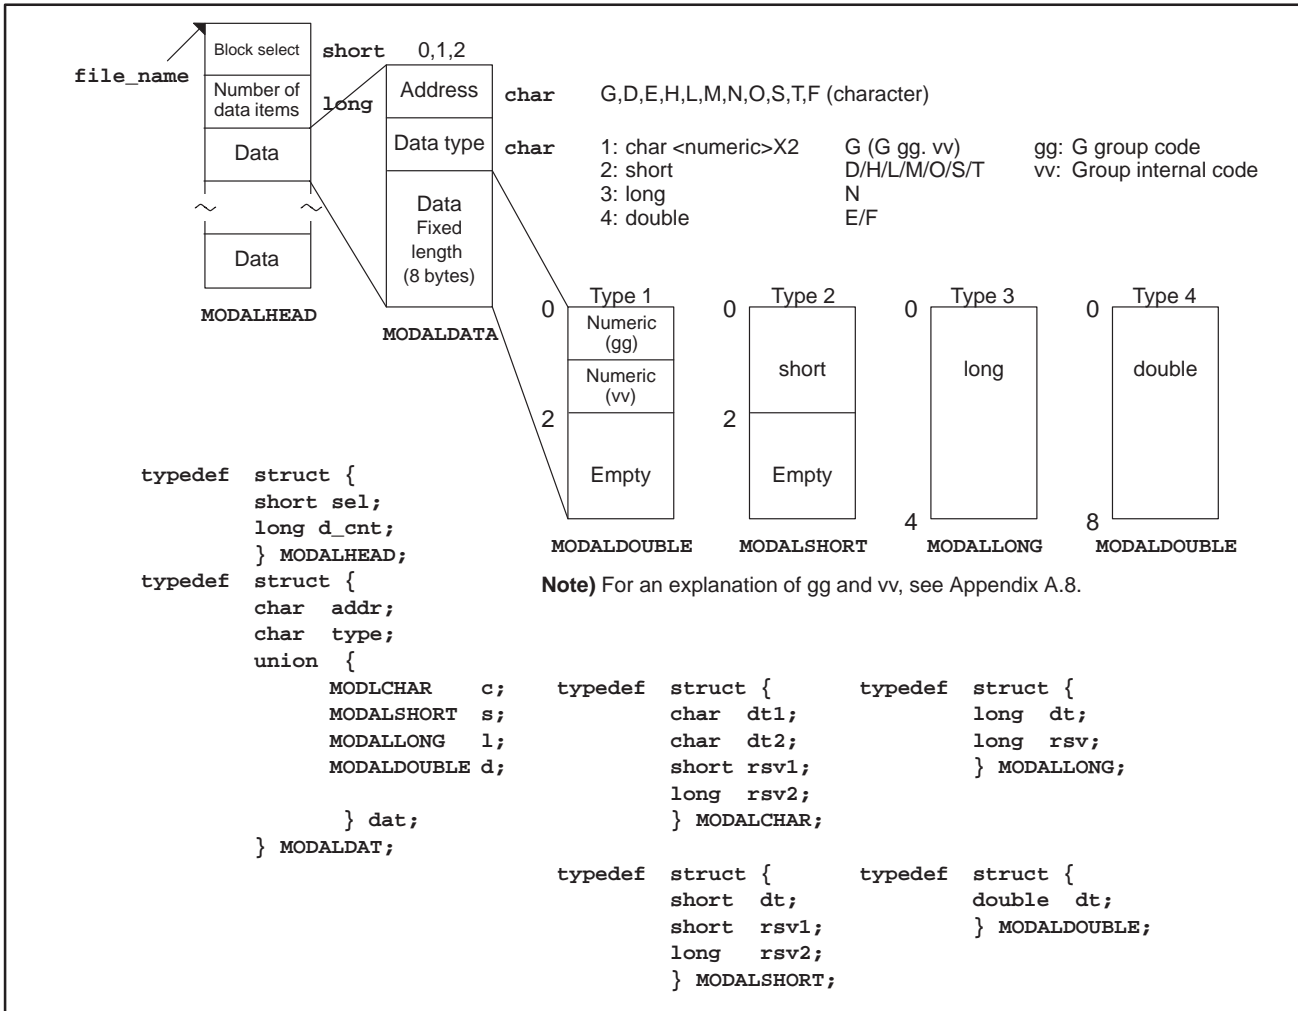 Block select short 0,1,2
file_name
Number of data items long
Address char G,D,E,H,L,M,N,O,S,T,F (character)
Data
Data type char 1: char <numeric>X2 G (G gg. vv) gg: G group code
2: short D/H/L/M/O/S/T vv: Group internal code
3: long N
4: double E/F
Data
Fixed
length
(8 bytes)
Data
MODALHEAD
MODALDATA
Type 1 Type 2 Type 3 Type 4
0 0 0 0
Numeric
(gg)
Numeric
(vv)
short long double
2 2
Empty Empty
4 8
MODALDOUBLE MODALSHORT MODALLONG MODALDOUBLE
Note) For an explanation of gg and vv, see Appendix A.8.
typedef struct {
short sel;
long d_cnt;
} MODALHEAD;
typedef struct {
char addr;
char type;
union {
MODLCHAR c;
MODALSHORT s;
MODALLONG l;
MODALDOUBLE d;
} dat;
} MODALDAT;
typedef struct {
char dt1;
char dt2;
short rsv1;
long rsv2;
} MODALCHAR;
typedef struct {
long dt;
long rsv;
} MODALLONG;
typedef struct {
short dt;
short rsv1;
long rsv2;
} MODALSHORT;
typedef struct {
double dt;
} MODALDOUBLE;